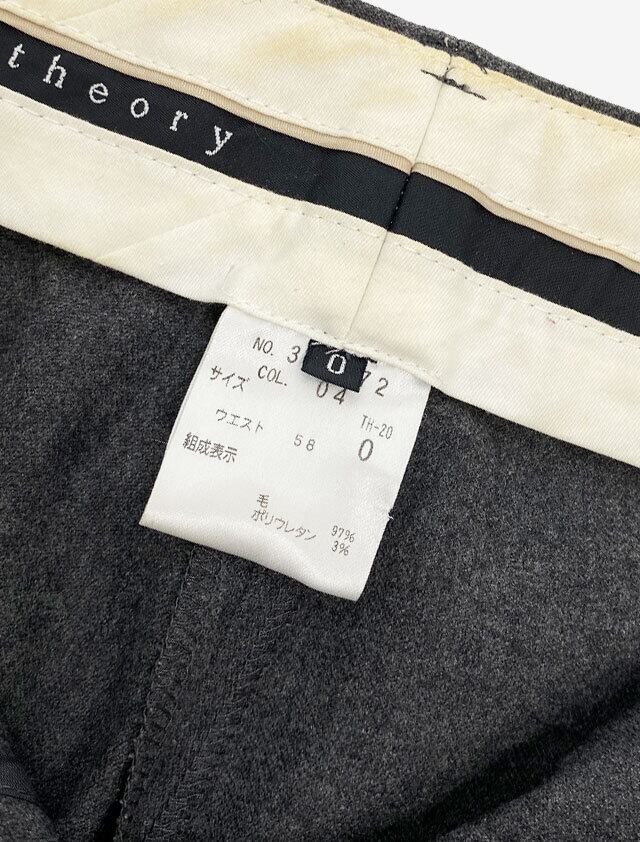 theory
NO. 3 72
0
COL. 04
サイズ TH-20
ウエスト 58 0
組成表示
毛 97%
ポリウレタン 3%